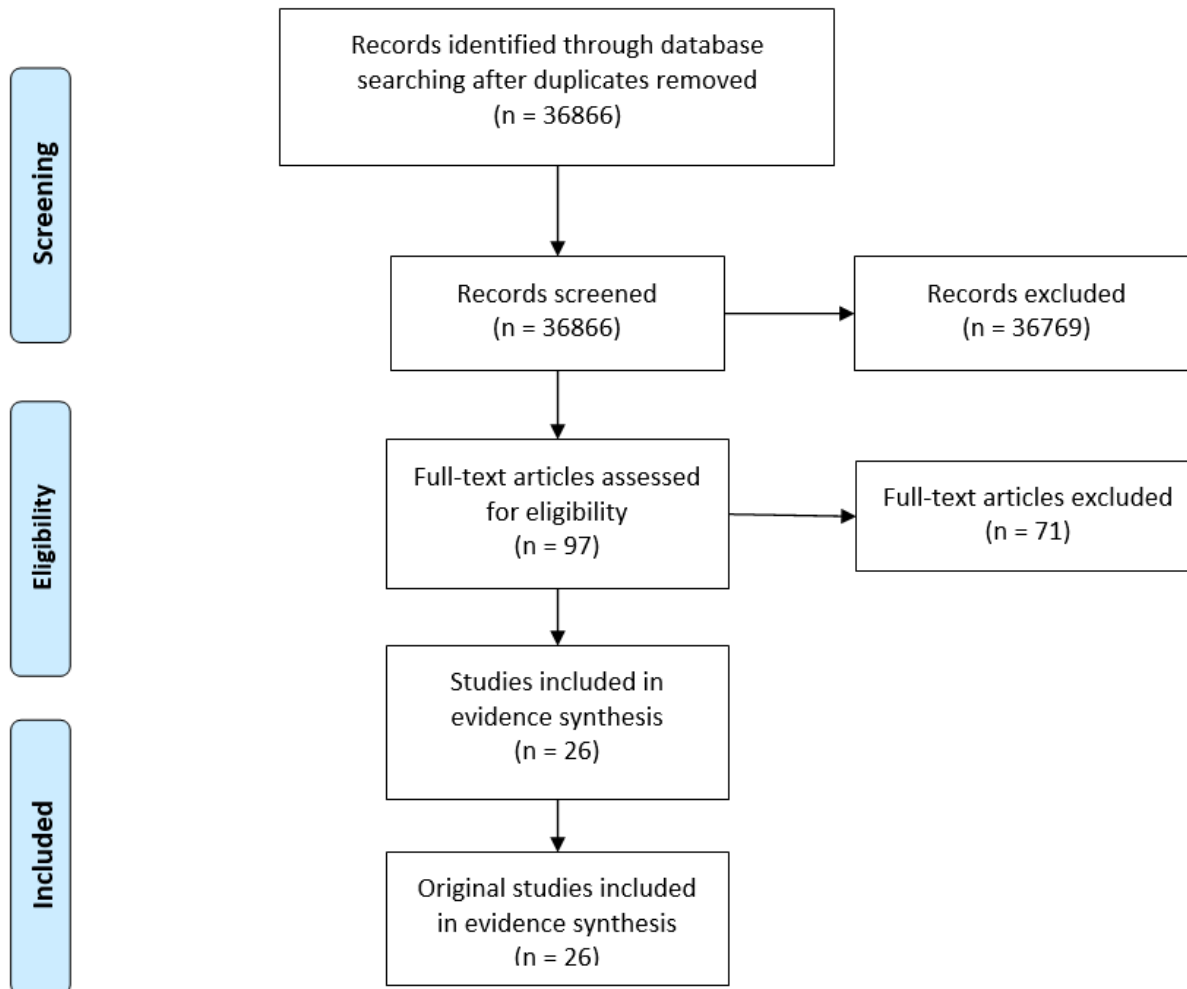 Screening
Records identified through database
searching after duplicates removed
(n = 36866)
Records screened
(n = 36866)
Records excluded
(n = 36769)
Eligibility
Full-text articles assessed
for eligibility
(n = 97)
Full-text articles excluded
(n = 71)
Studies included in
evidence synthesis
(n = 26)
Included
Original studies included
in evidence synthesis
(n = 26)